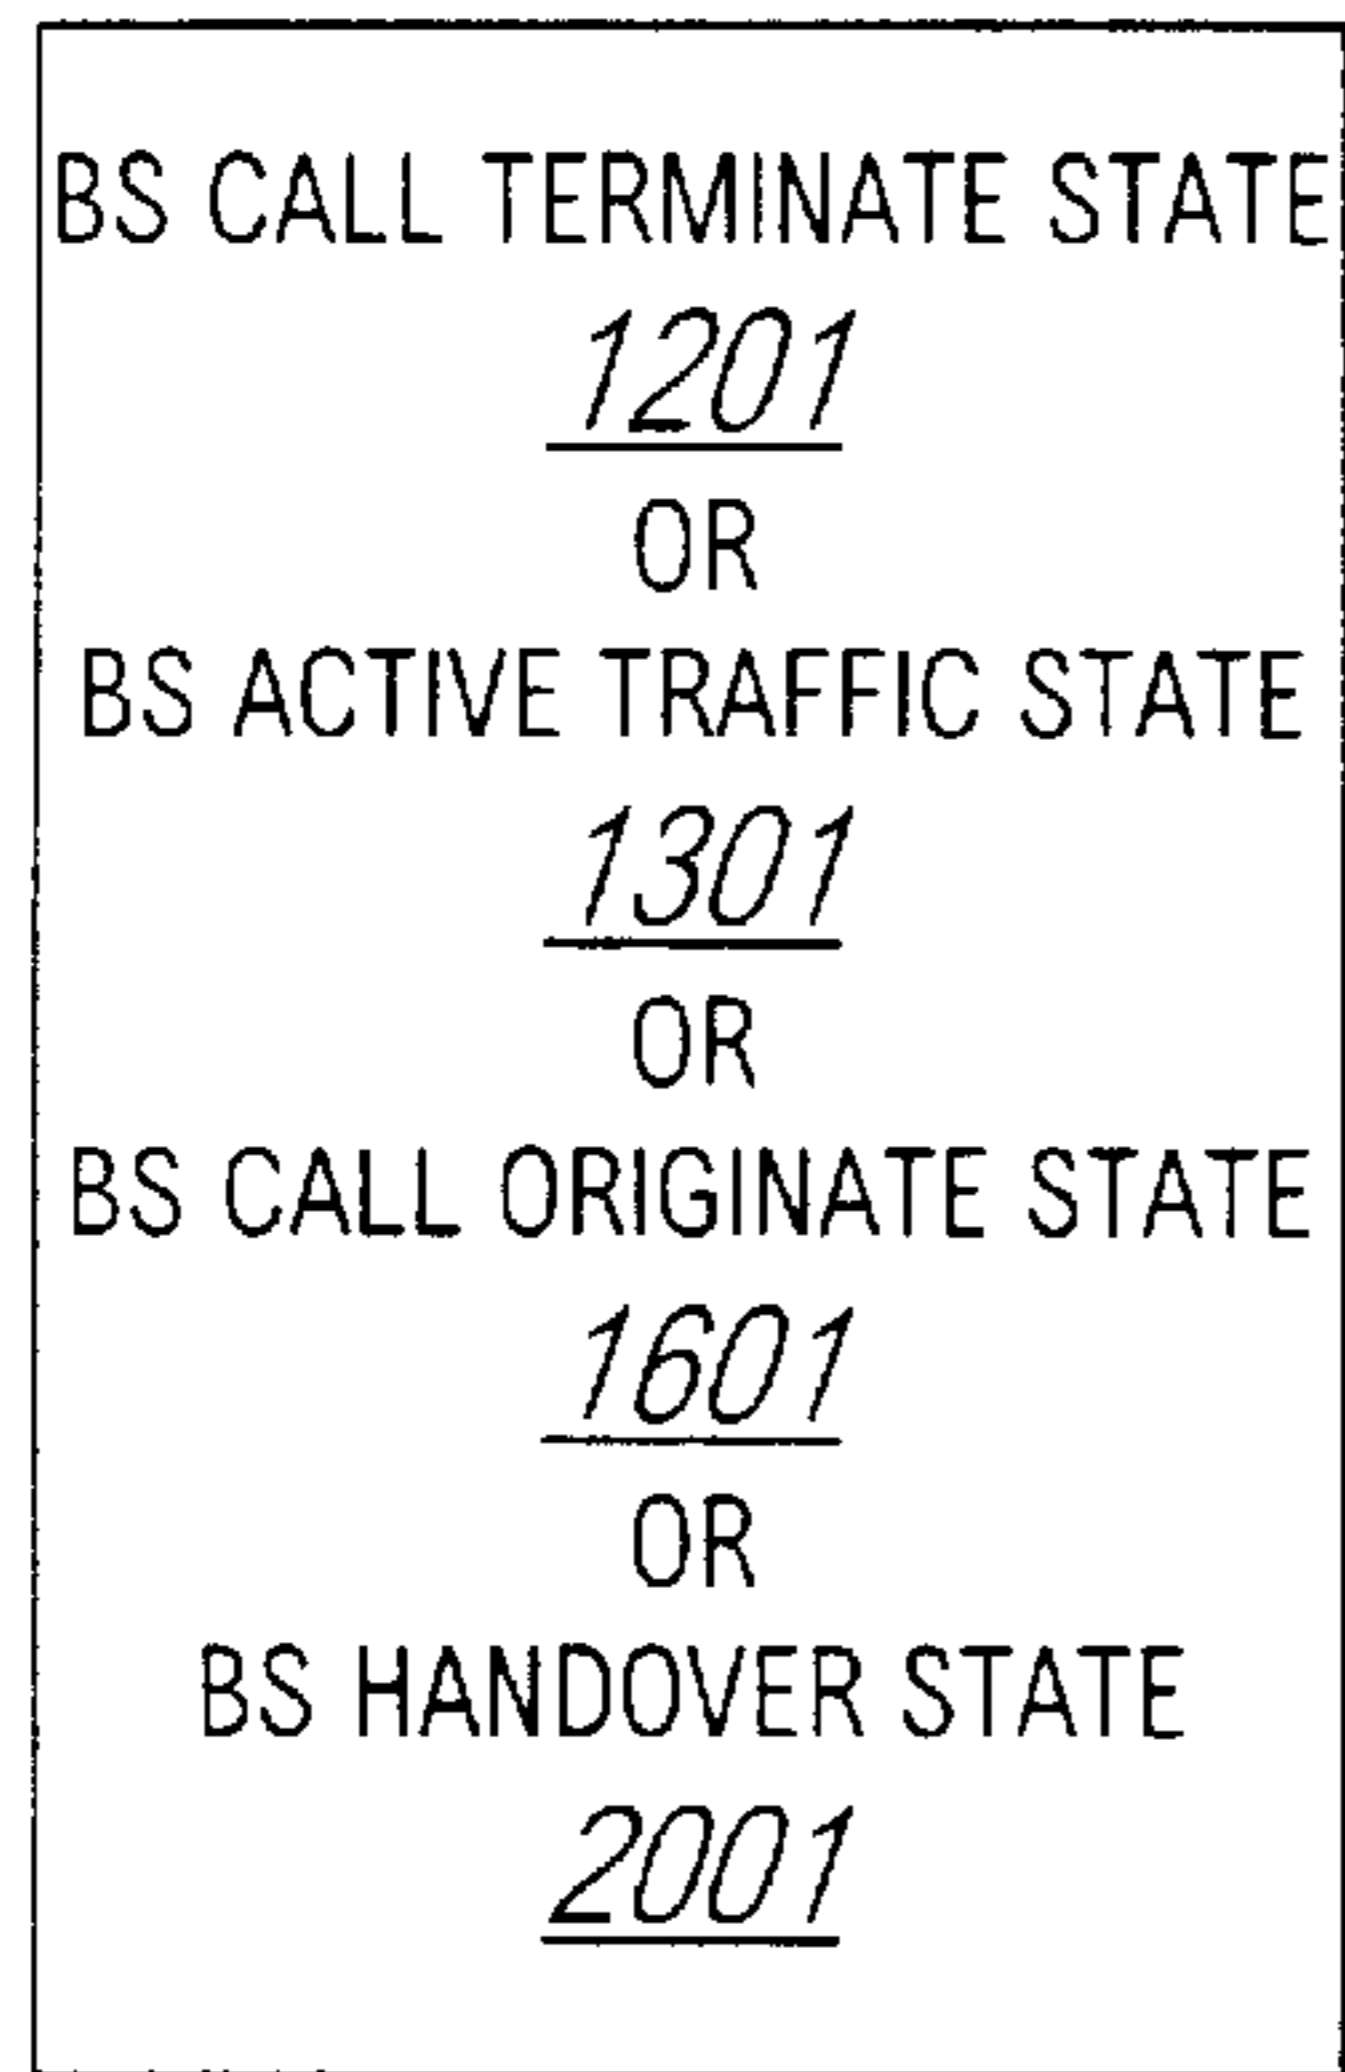 BS CALL TERMINATE STATE
1201
OR
BS ACTIVE TRAFFIC STATE
1301
OR
BS CALL ORIGINATE STATE
1601
OR
BS HANDOVER STATE
2001